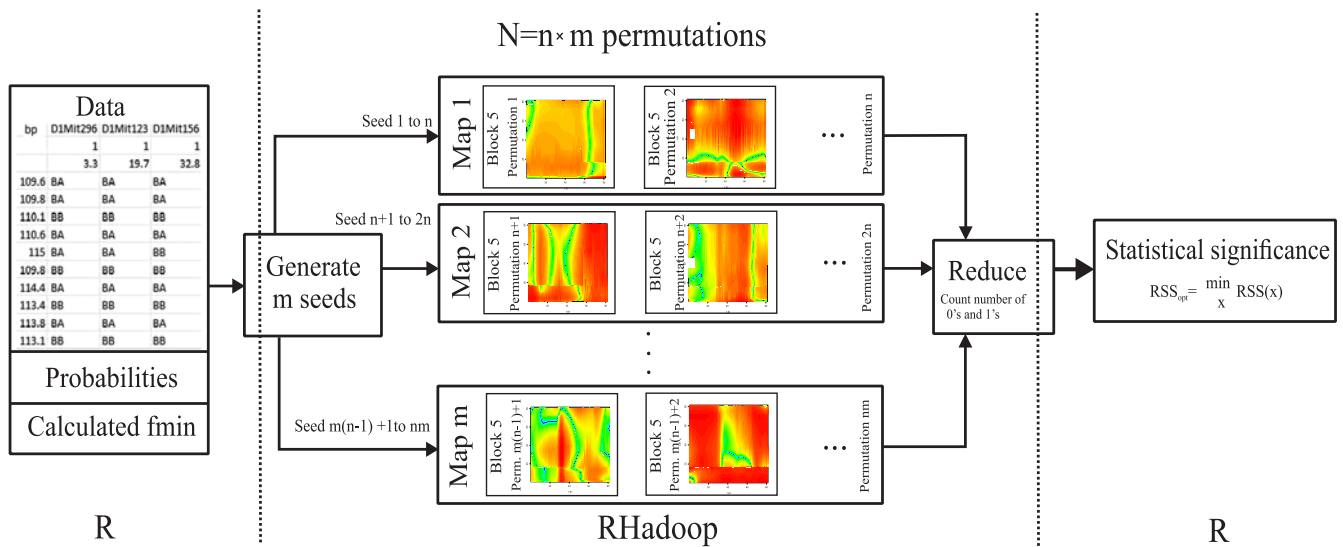 N=n×m permutations
Data
bp D1Mit296 D1Mit123 D1Mit156
1 1 1
3.3 19.7 32.8
109.6 BA BA BA
109.8 BA BA BA
110.1 BB BB BB
110.6 BA BA BA
115 BA BA BB
109.8 BB BB BB
114.4 BA BA BA
113.4 BB BB BB
113.8 BA BA BA
113.1 BB BB BB
Probabilities
Calculated fmin
R
Generate
m seeds
Seed 1 to n
Seed n+1 to 2n
Seed m(n-1) +1to nm
Map 1
Block 5
Permutation 1
Block 5
Permutation 2
...
Permutation n
Map 2
Block 5
Permutation n+1
Block 5
Permutation n+2
...
Permutation 2n
Map m
Block 5
Perm. m(n-1)+1
Block 5
Perm. m(n-1)+2
...
Permutation nm
RHadoop
Reduce
Count number of
0's and 1's
Statistical significance
RSSopt= min RSS(x)
x
R